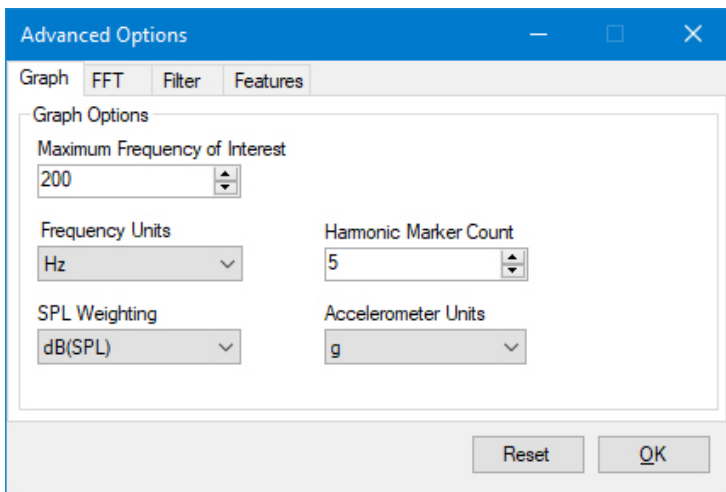 Advanced Options
Graph FFT Filter Features
Graph Options
Maximum Frequency of Interest
200
Frequency Units Harmonic Marker Count
Hz 5
SPL Weighting Accelerometer Units
dB(SPL) g
Reset OK